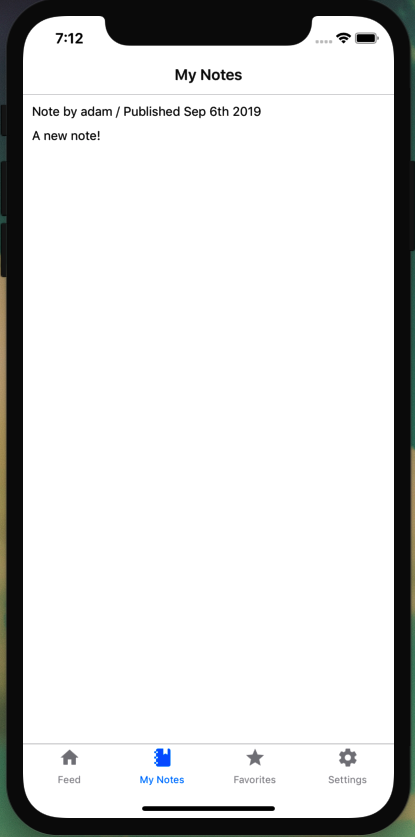 7:12
My Notes
Note by adam / Published Sep 6th 2019
A new note!
Feed
My Notes
Favorites
Settings